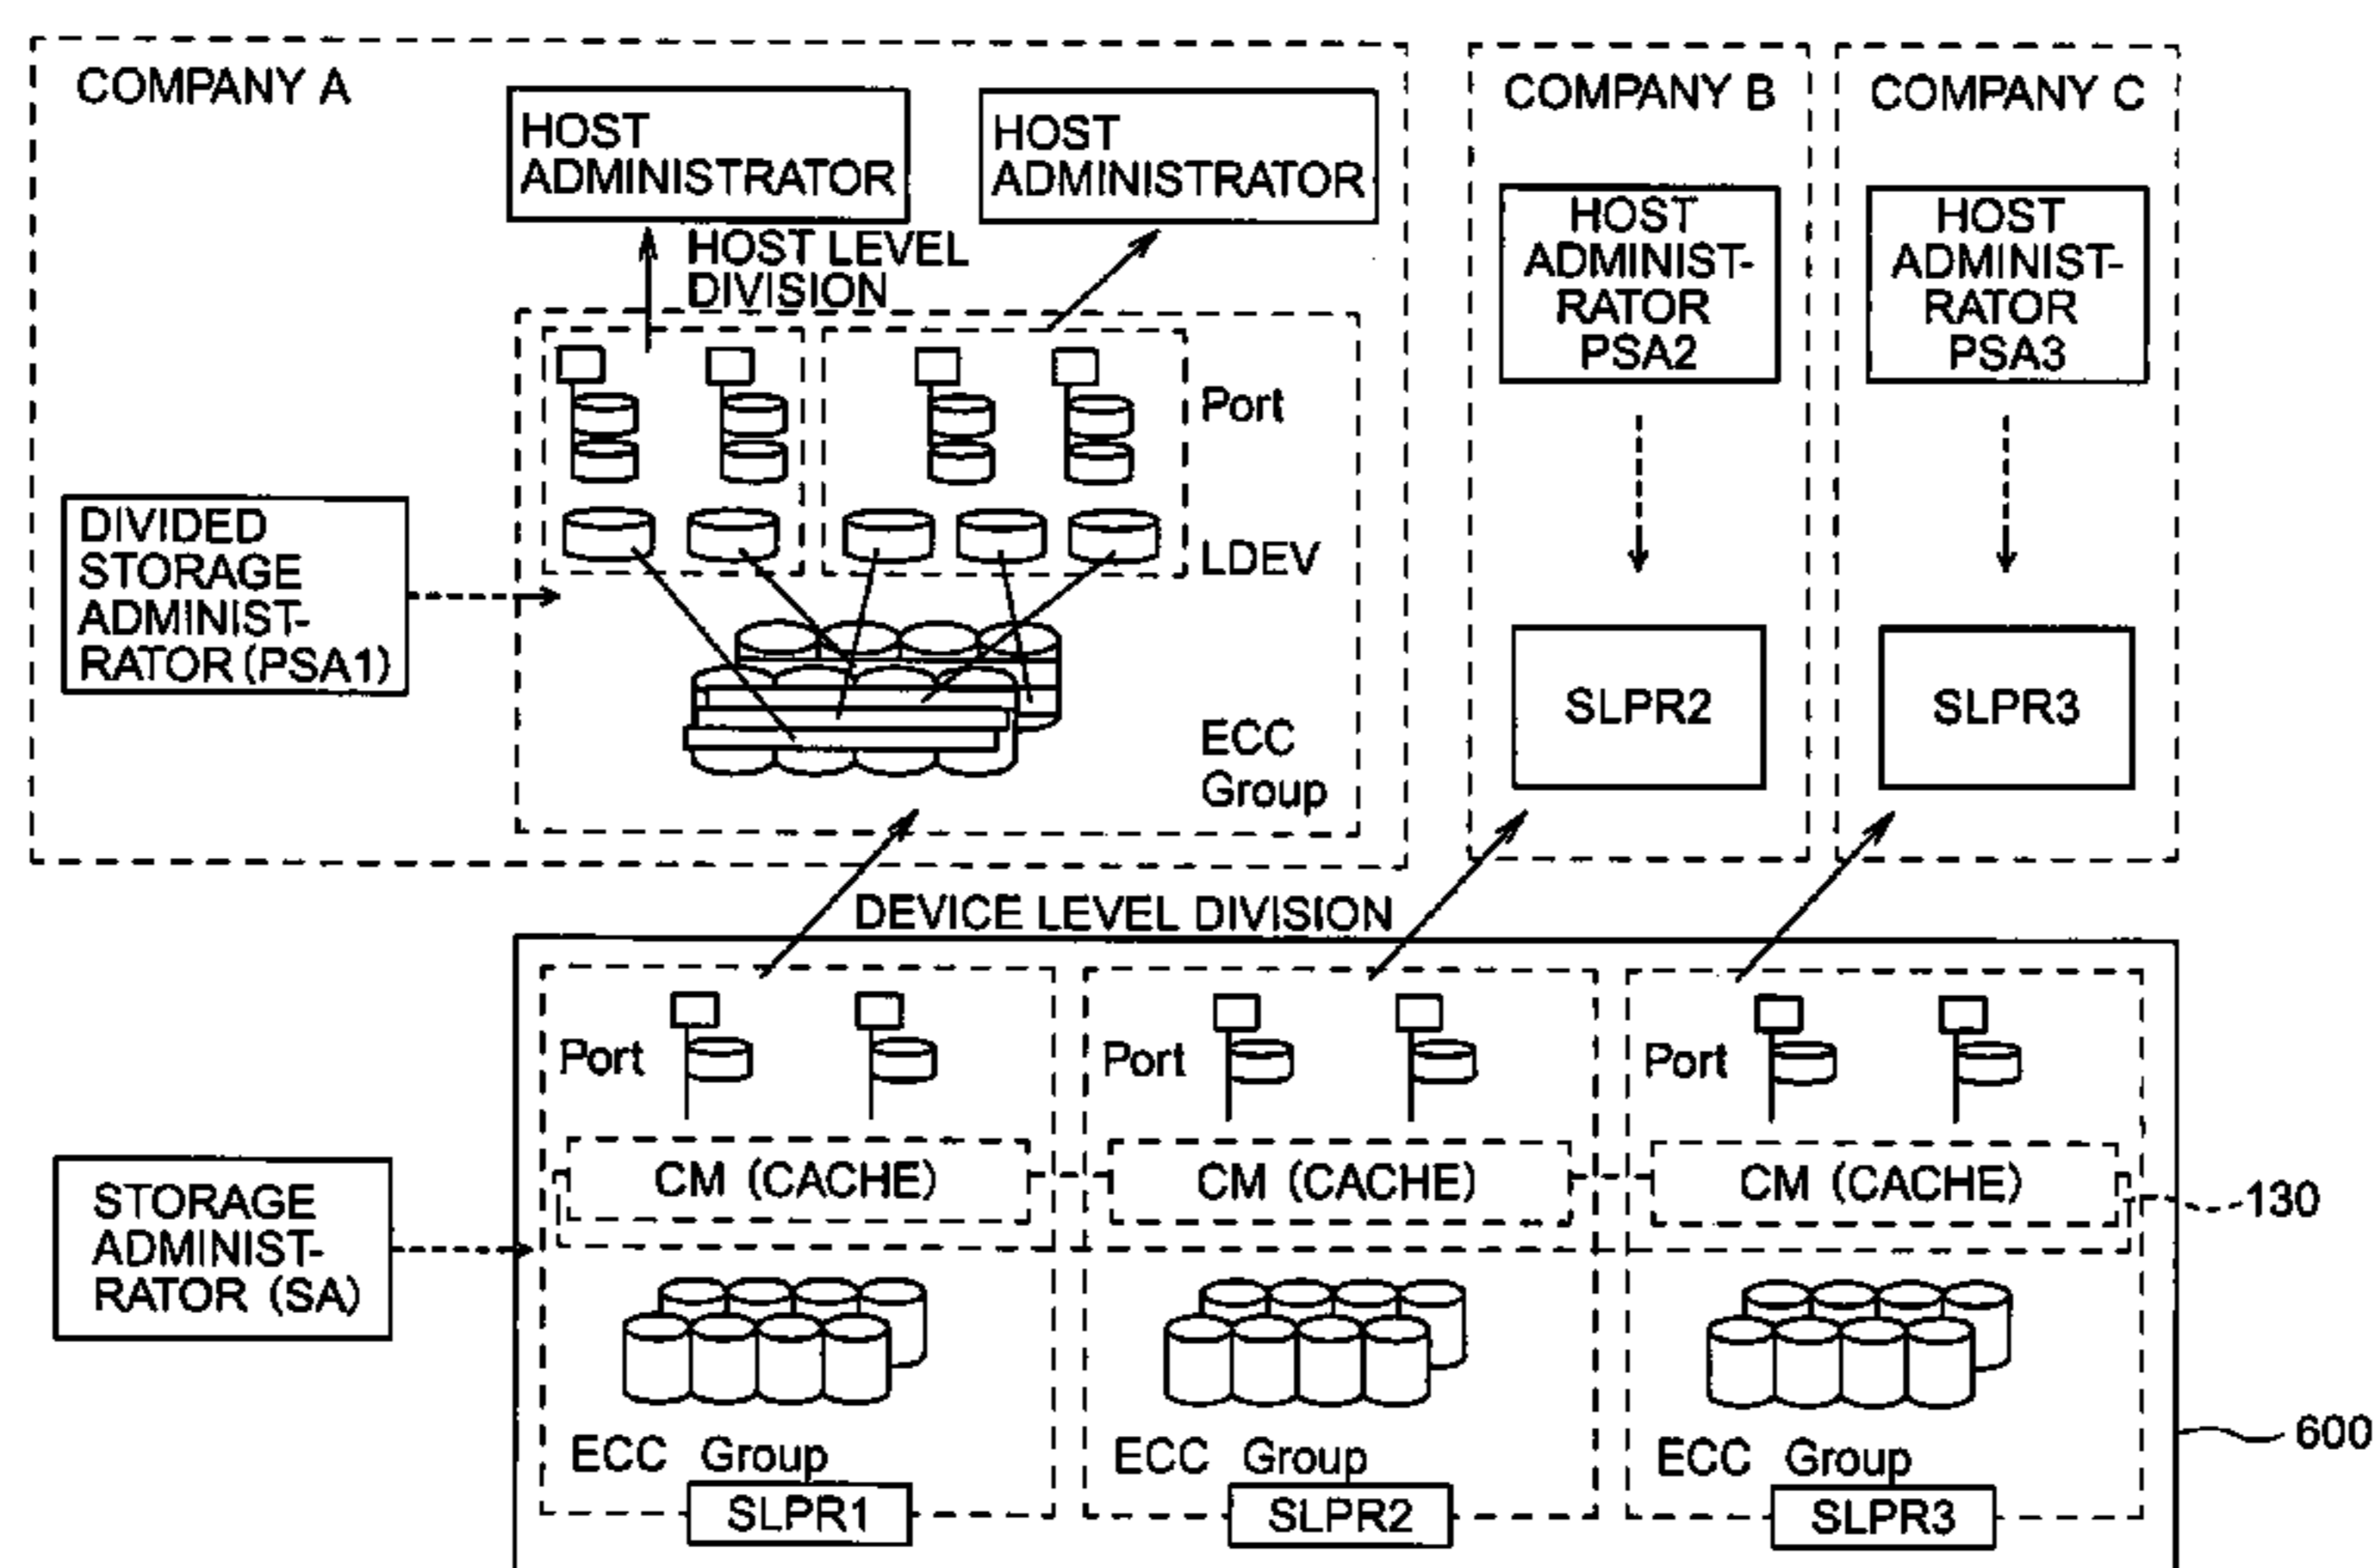 COMPANY A
HOST
ADMINISTRATOR
HOST
ADMINISTRATOR
HOST LEVEL
DIVISION
Port
LDEV
DIVIDED
STORAGE
ADMINIST-
RATOR (PSA1)
ECC
Group
COMPANY B
HOST
ADMINIST-
RATOR
PSA2
SLPR2
COMPANY C
HOST
ADMINIST-
RATOR
PSA3
SLPR3
DEVICE LEVEL DIVISION
STORAGE
ADMINIST-
RATOR (SA)
Port
CM (CACHE)
ECC Group
SLPR1
Port
CM (CACHE)
ECC Group
SLPR2
Port
CM (CACHE)
ECC Group
SLPR3
130
600